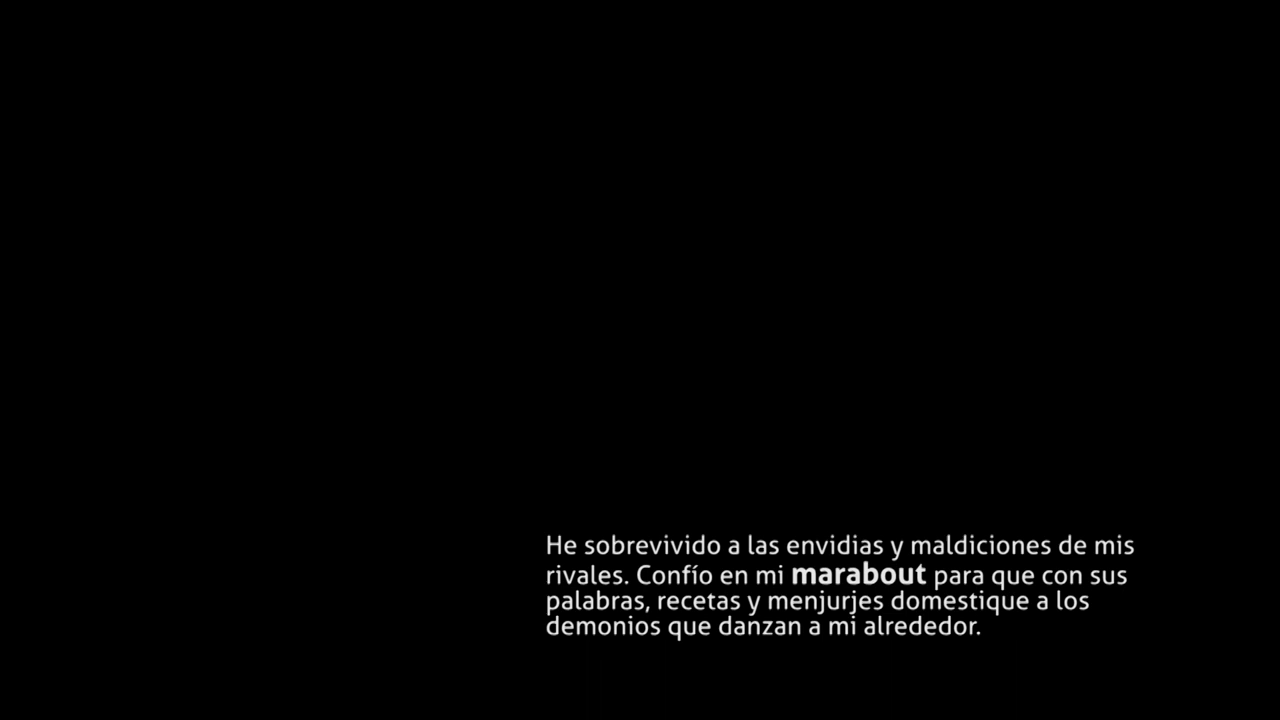 He sobrevivido a las envidias y maldiciones de mis
rivales. Confío en mi marabout para que con sus
palabras, recetas y menjurjes domestique a los
demonios que danzan a mi alrededor.